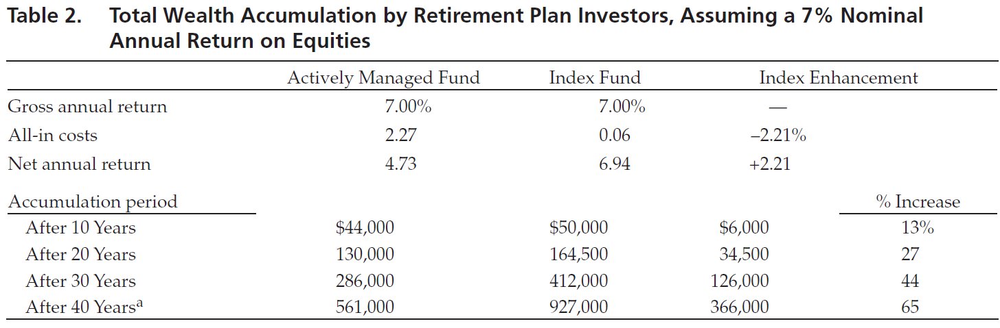 Table 2. Total Wealth Accumulation by Retirement Plan Investors, Assuming a 7% Nominal
Annual Return on Equities
Actively Managed Fund Index Fund Index Enhancement
Gross annual return 7.00% 7.00% —
All-in costs 2.27 0.06 –2.21%
Net annual return 4.73 6.94 +2.21
Accumulation period % Increase
After 10 Years $44,000 $50,000 $6,000 13%
After 20 Years 130,000 164,500 34,500 27
After 30 Years 286,000 412,000 126,000 44
After 40 Yearsª 561,000 927,000 366,000 65